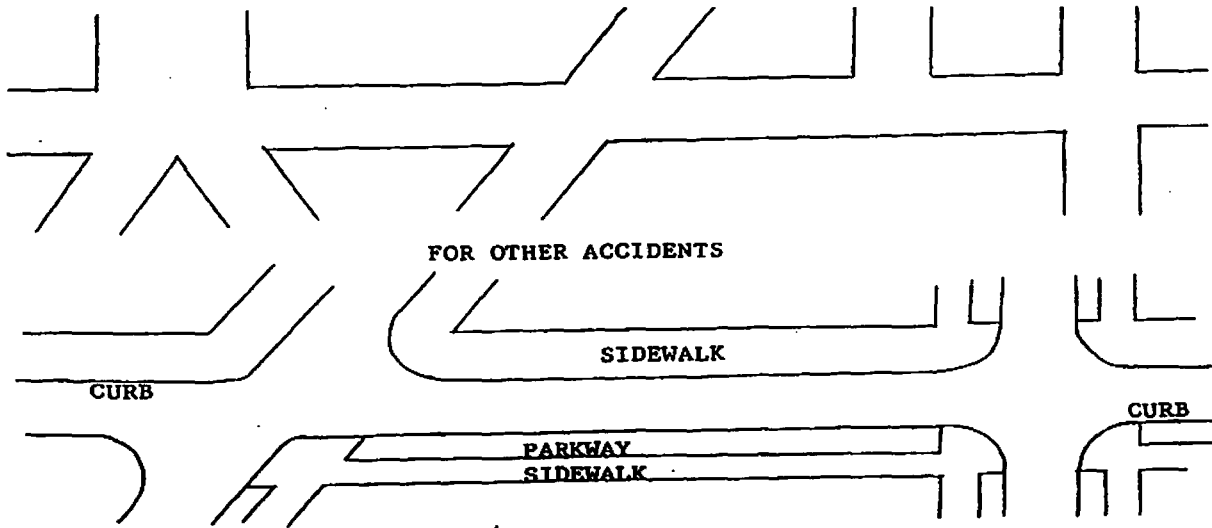 FOR OTHER ACCIDENTS
SIDEWALK
CURB
CURB
PARKWAY
SIDEWALK